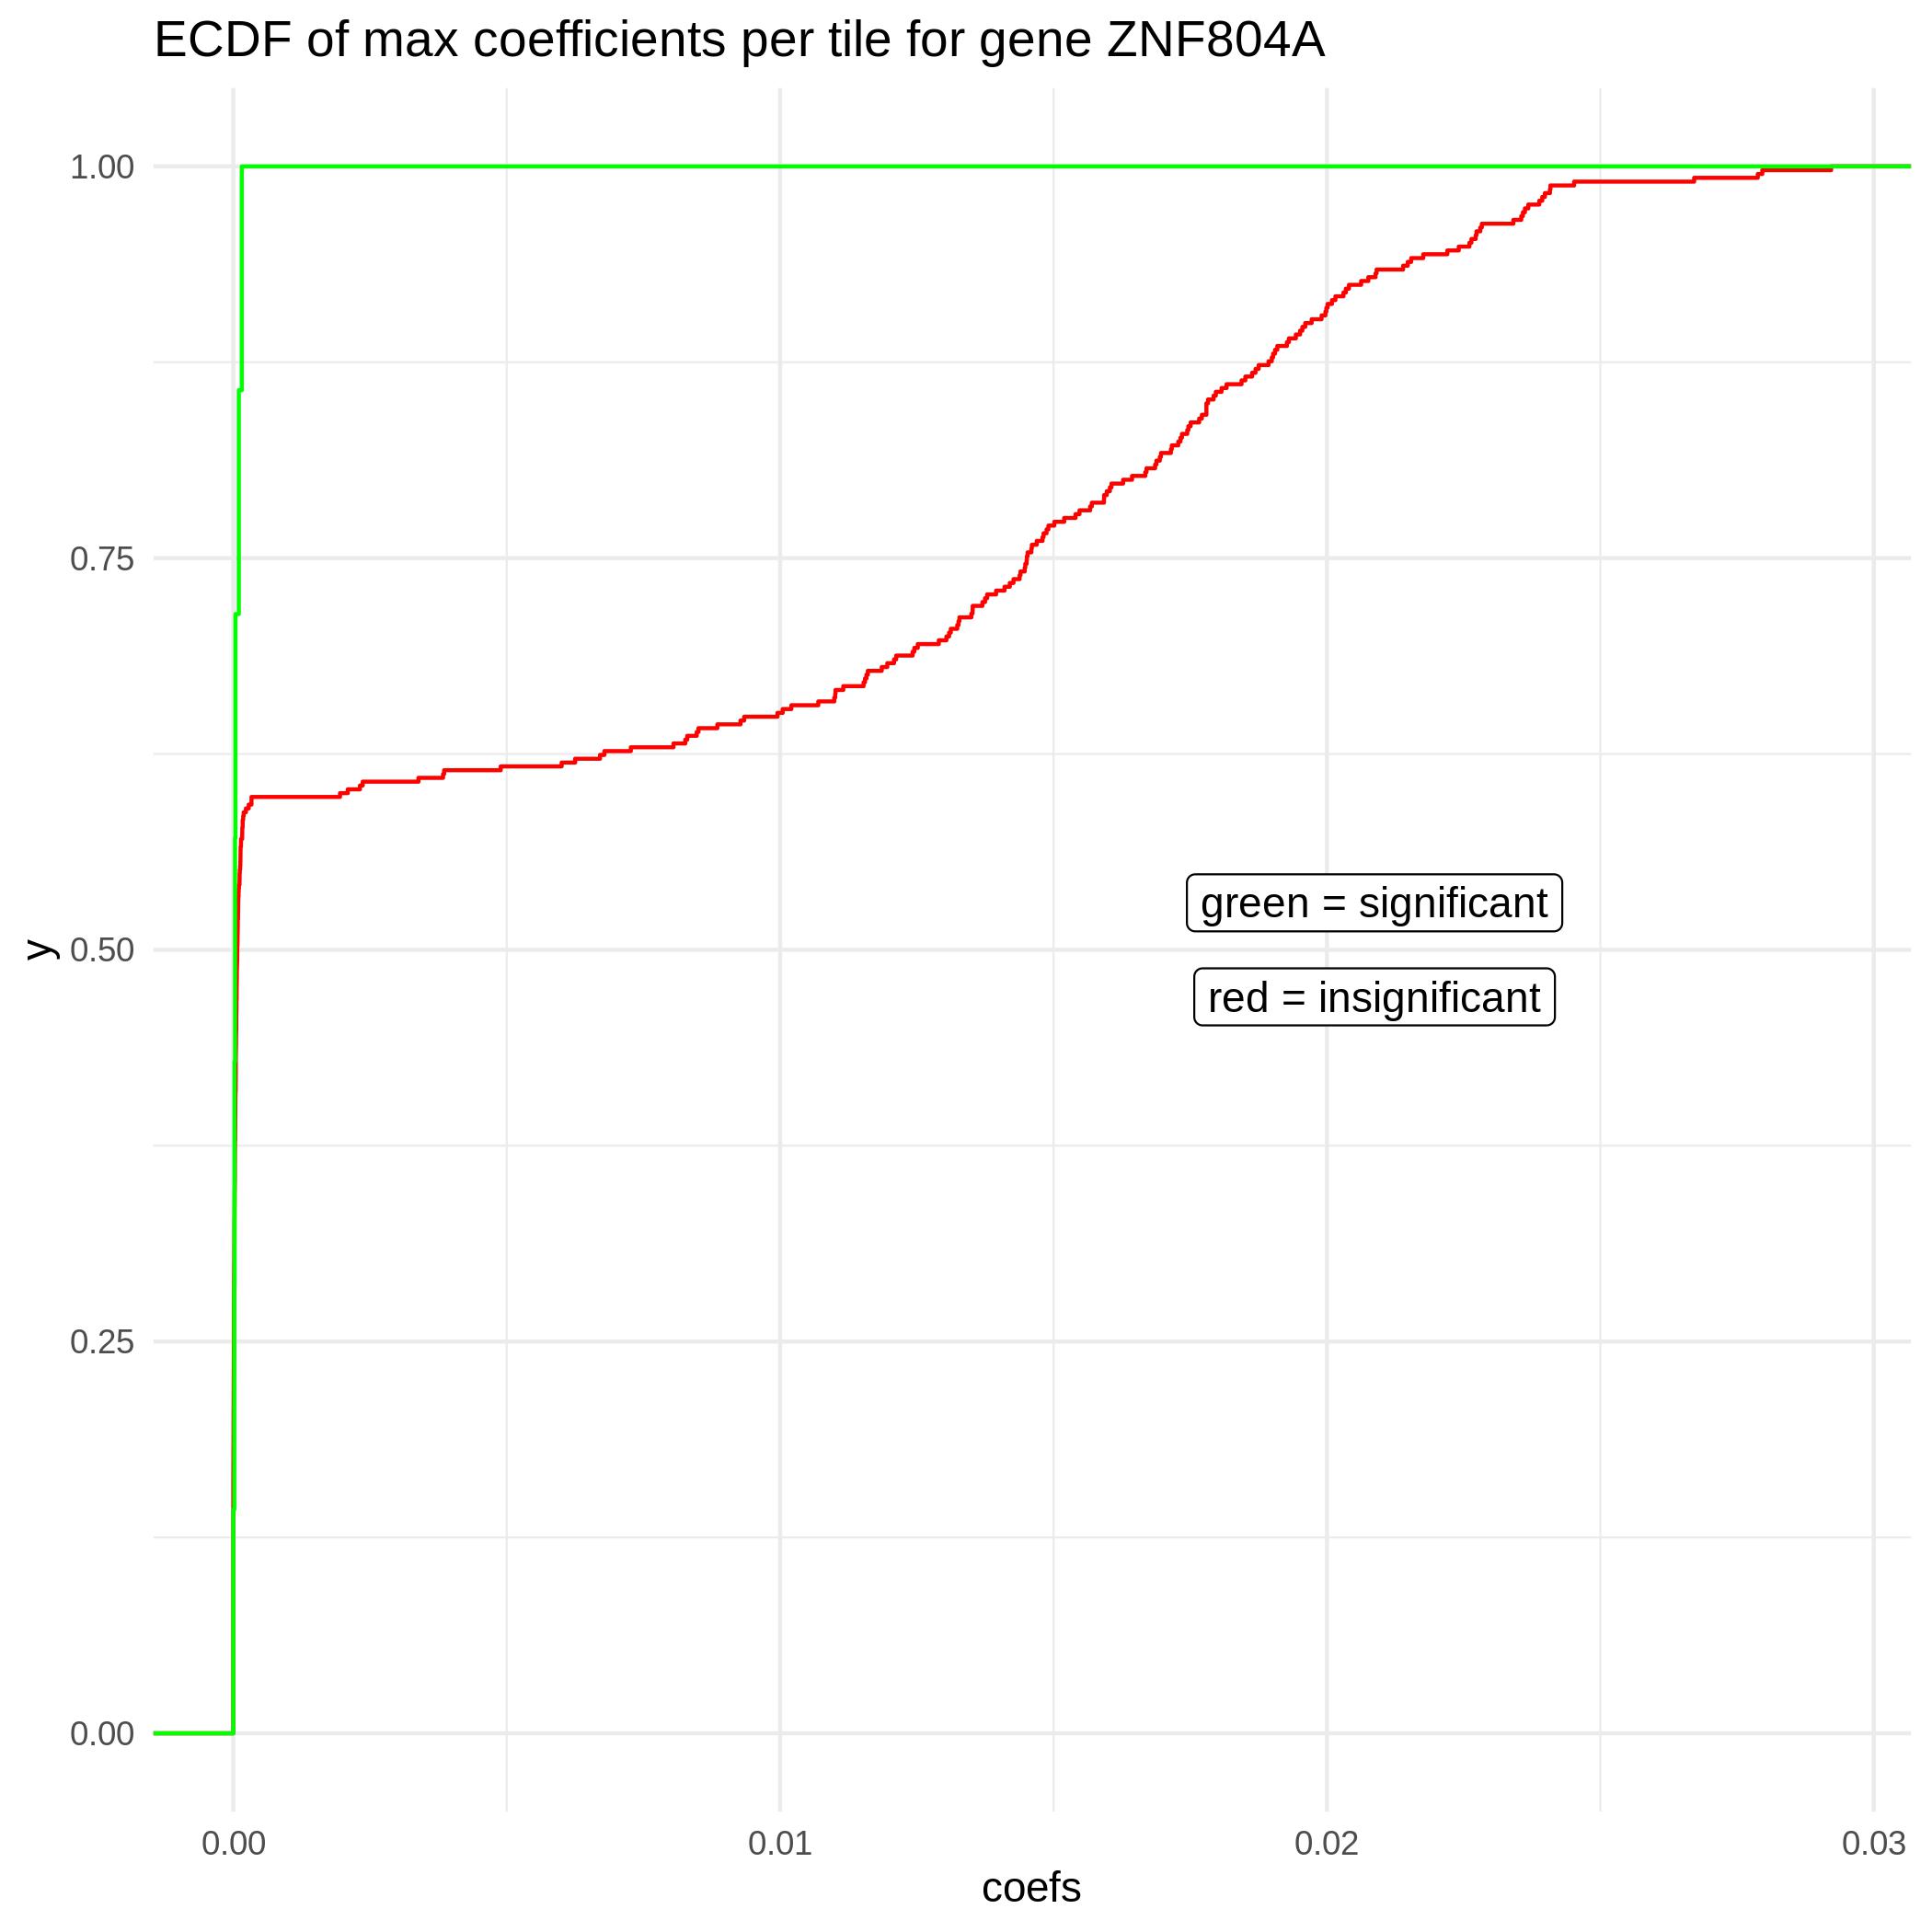 ECDF of max coefficients per tile for gene ZNF804A
1.00
0.75
0.50
0.25
0.00
y
green = significant
red = insignificant
0.00 0.01 0.02 0.03
coefs